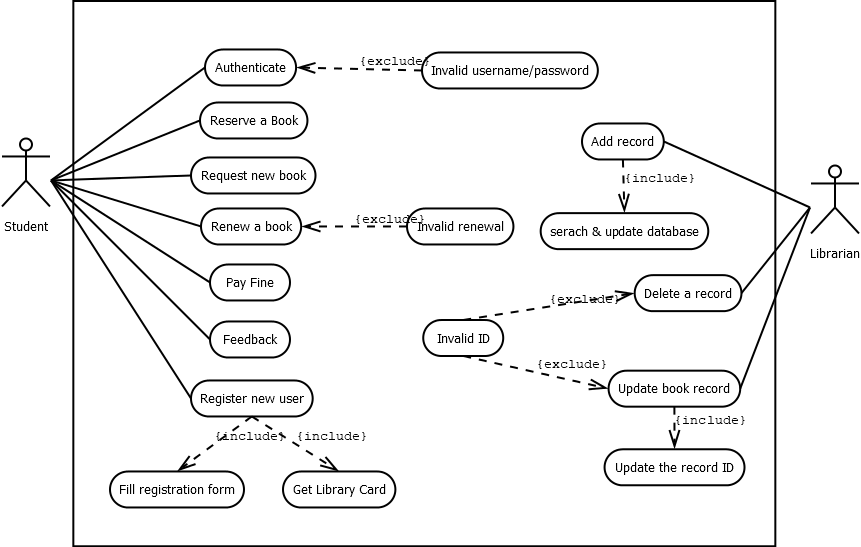 Authenticate
{exclude}
Invalid username/password
Reserve a Book
Add record
Request new book
{include}
Student
Renew a book
{exclude}
Invalid renewal
serach & update database
Librarian
Pay Fine
Delete a record
{exclude}
Feedback
Invalid ID
{exclude}
Update book record
Register new user
{include}
{include}
{include}
Update the record ID
Fill registration form
Get Library Card